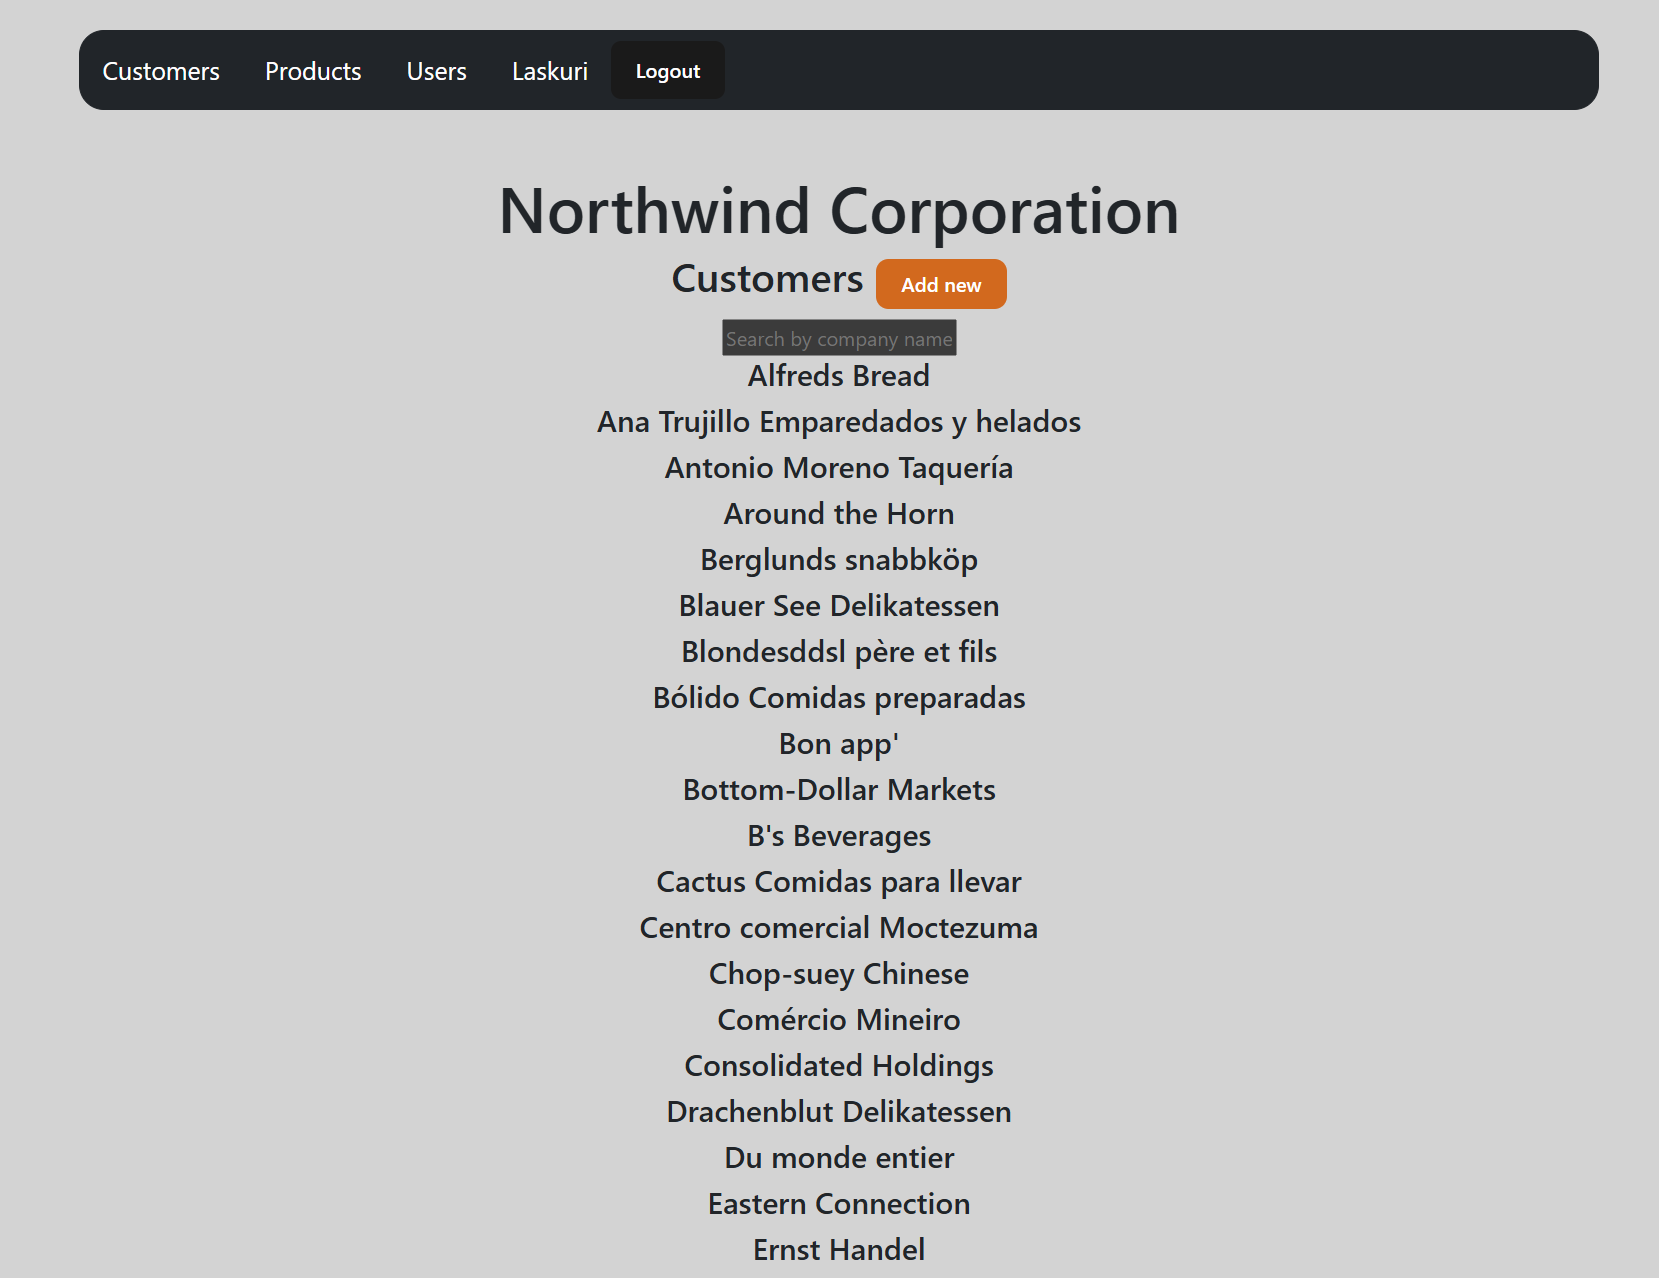 Customers Products Users Laskuri Logout
Northwind Corporation
Customers Add new
Search by company name
Alfreds Bread
Ana Trujillo Emparedados y helados
Antonio Moreno Taquería
Around the Horn
Berglunds snabbköp
Blauer See Delikatessen
Blondesddsl père et fils
Bólido Comidas preparadas
Bon app'
Bottom-Dollar Markets
B's Beverages
Cactus Comidas para llevar
Centro comercial Moctezuma
Chop-suey Chinese
Comércio Mineiro
Consolidated Holdings
Drachenblut Delikatessen
Du monde entier
Eastern Connection
Ernst Handel